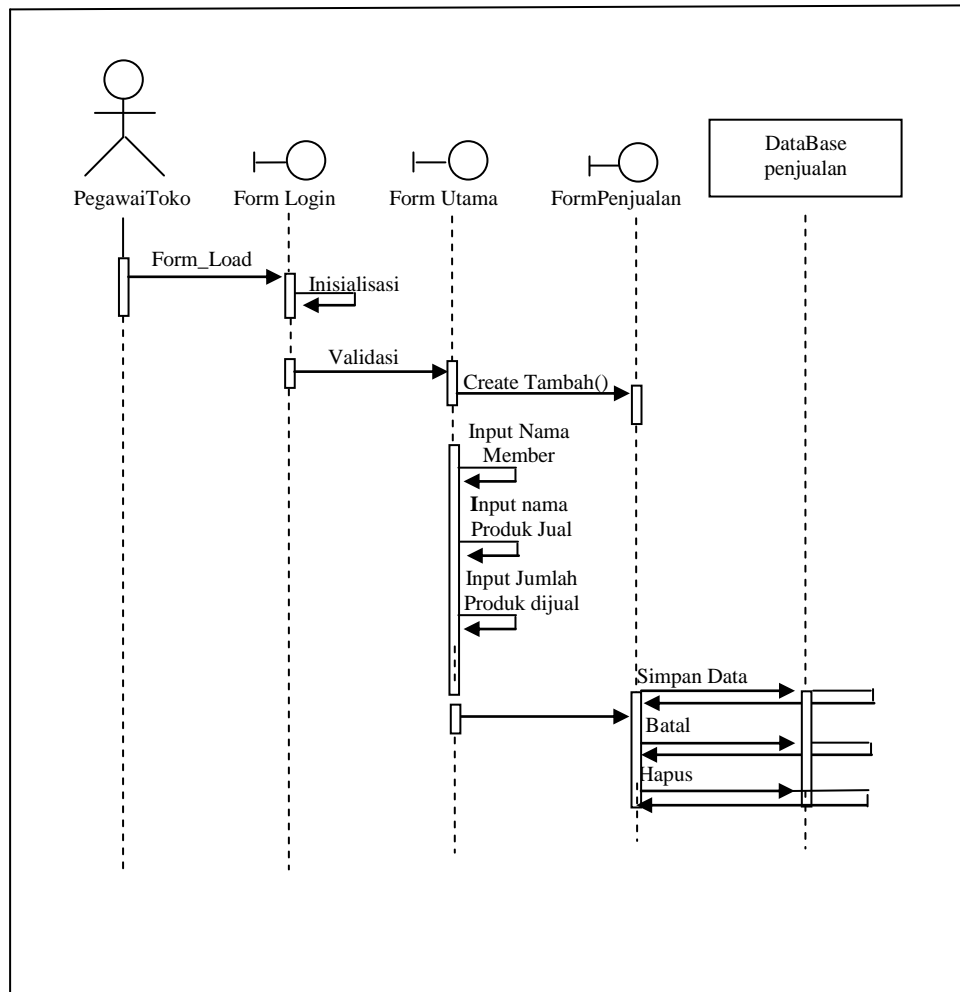 DataBase
penjualan
PegawaiToko
Form Login
Form Utama
FormPenjualan
Form_Load
Inisialisasi
Validasi
Create Tambah()
Input Nama
Member
Input nama
Produk Jual
Input Jumlah
Produk dijual
Simpan Data
Batal
Hapus